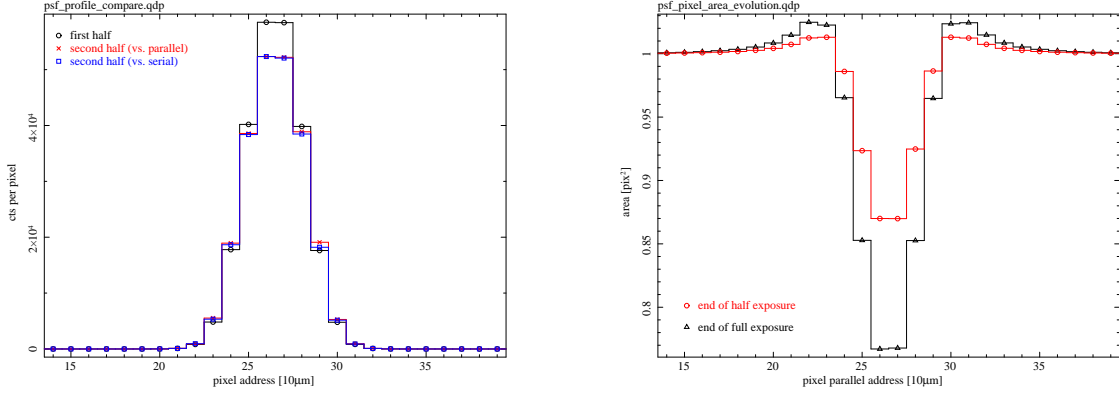 psf_profile_compare.qdp
first half
second half (vs. parallel)
second half (vs. serial)
cts per pixel
0
2×10⁴
4×10⁴
15 20 25 30 35
pixel address [10μm]
psf_pixel_area_evolution.qdp
area [pix²]
1
0.95
0.9
0.85
0.8
end of half exposure
end of full exposure
15 20 25 30 35
pixel parallel address [10μm]